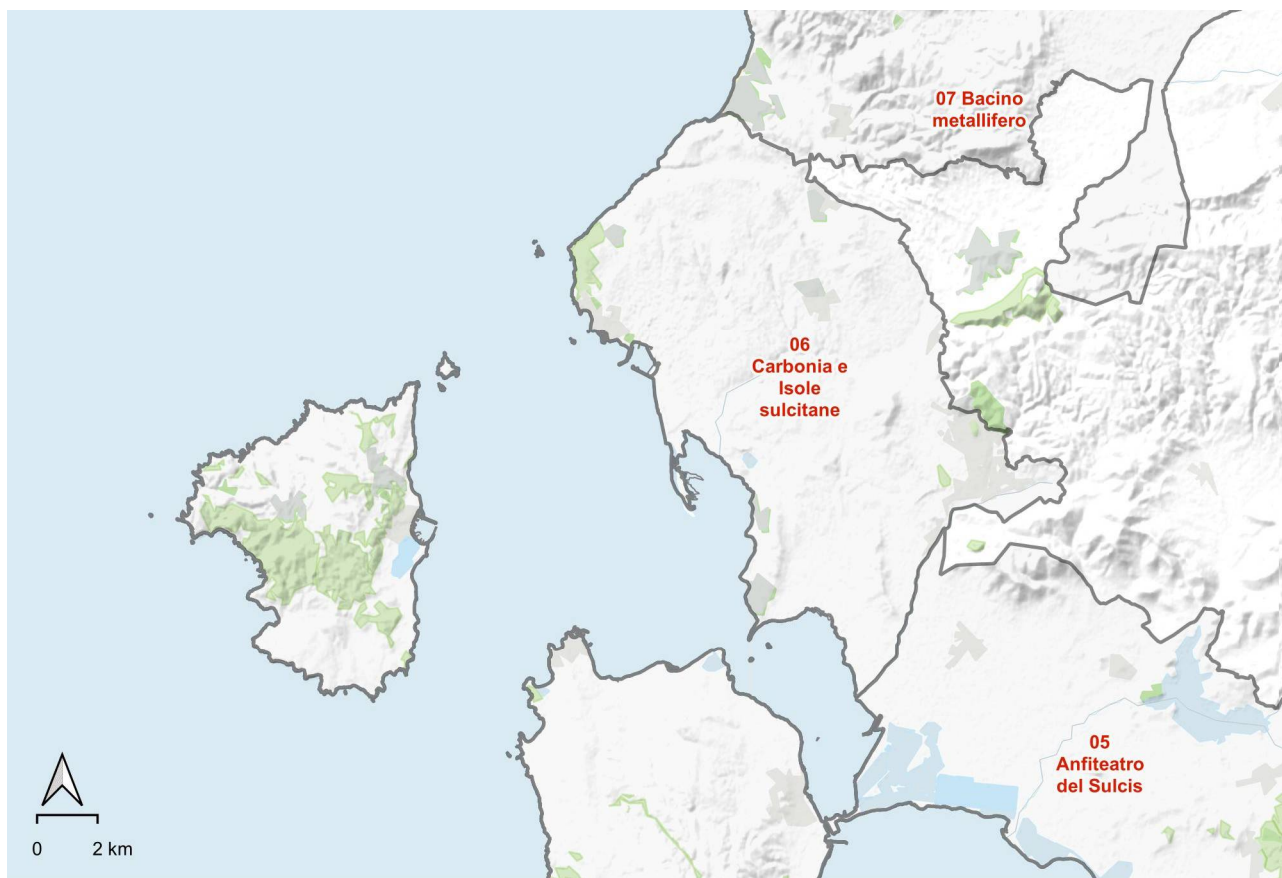 07 Bacino
metallifero
06
Carbonia e
Isole
sulcitane
05
Anfiteatro
del Sulcis
0
2 km